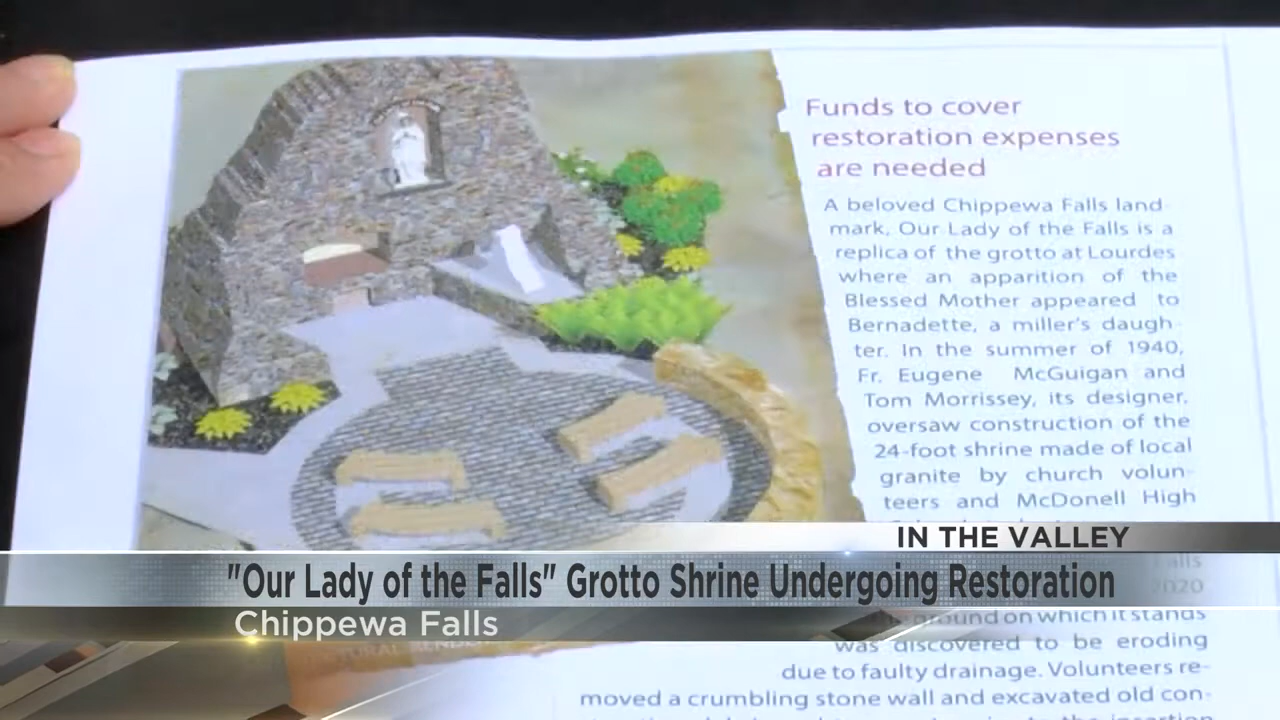 Funds to cover
restoration expenses
are needed
A beloved Chippewa Falls land-
mark, Our Lady of the Falls is a
replica of the grotto at Lourdes
where an apparition of the
Blessed Mother appeared to
Bernadette, a miller's daugh-
ter. In the summer of 1940,
Fr. Eugene McGuigan and
Tom Morrissey, its designer,
oversaw construction of the
24-foot shrine made of local
granite by church volun-
teers and McDonell High
IN THE VALLEY
"Our Lady of the Falls" Grotto Shrine Undergoing Restoration
Chippewa Falls
Falls
2020
ground on which it stands
was discovered to be eroding
due to faulty drainage. Volunteers re-
moved a crumbling stone wall and excavated old con-